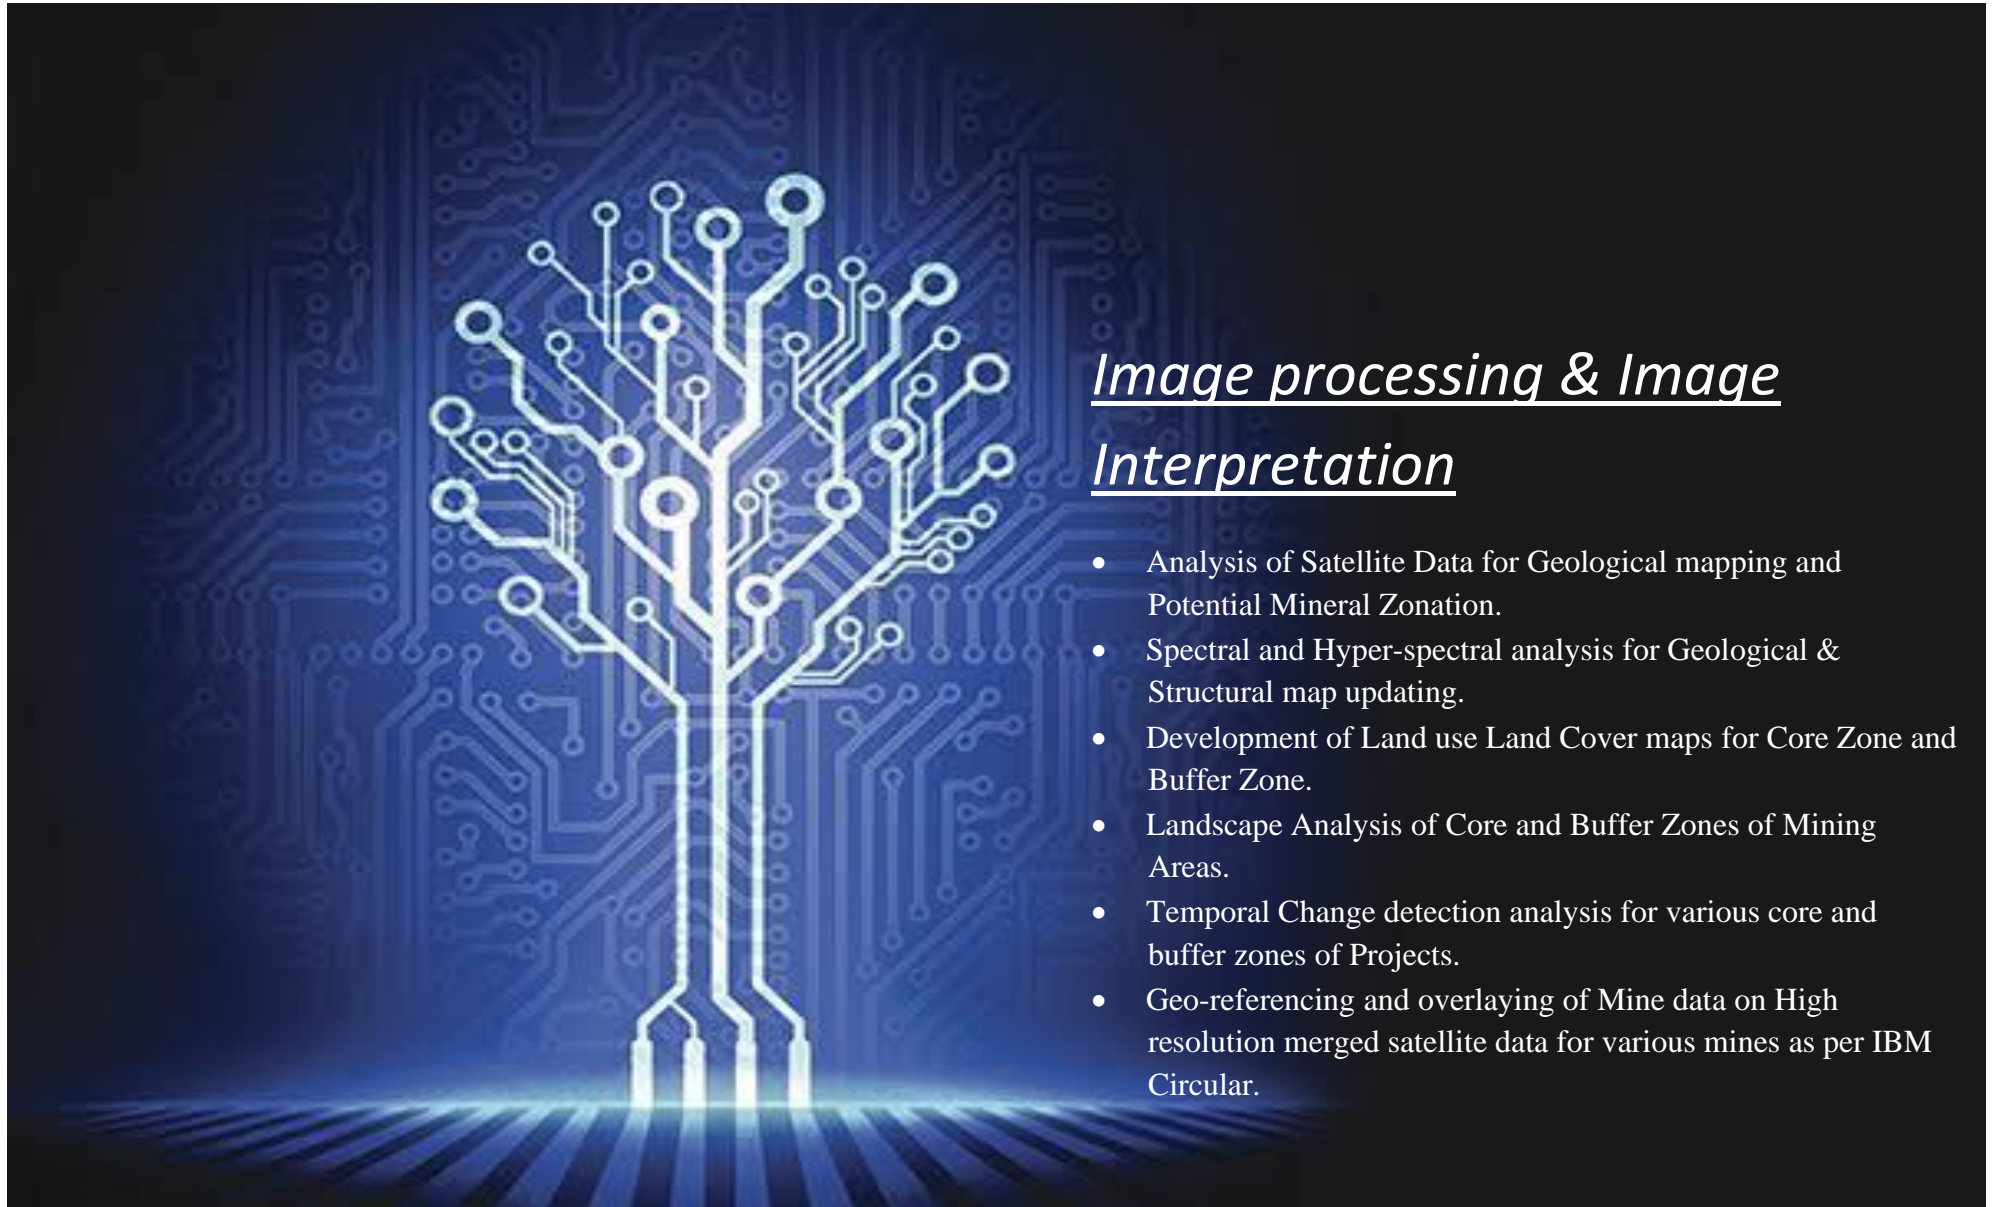 Image processing & Image
Interpretation
• Analysis of Satellite Data for Geological mapping and
Potential Mineral Zonation.
• Spectral and Hyper-spectral analysis for Geological &
Structural map updating.
• Development of Land use Land Cover maps for Core Zone and
Buffer Zone.
• Landscape Analysis of Core and Buffer Zones of Mining
Areas.
• Temporal Change detection analysis for various core and
buffer zones of Projects.
• Geo-referencing and overlaying of Mine data on High
resolution merged satellite data for various mines as per IBM
Circular.